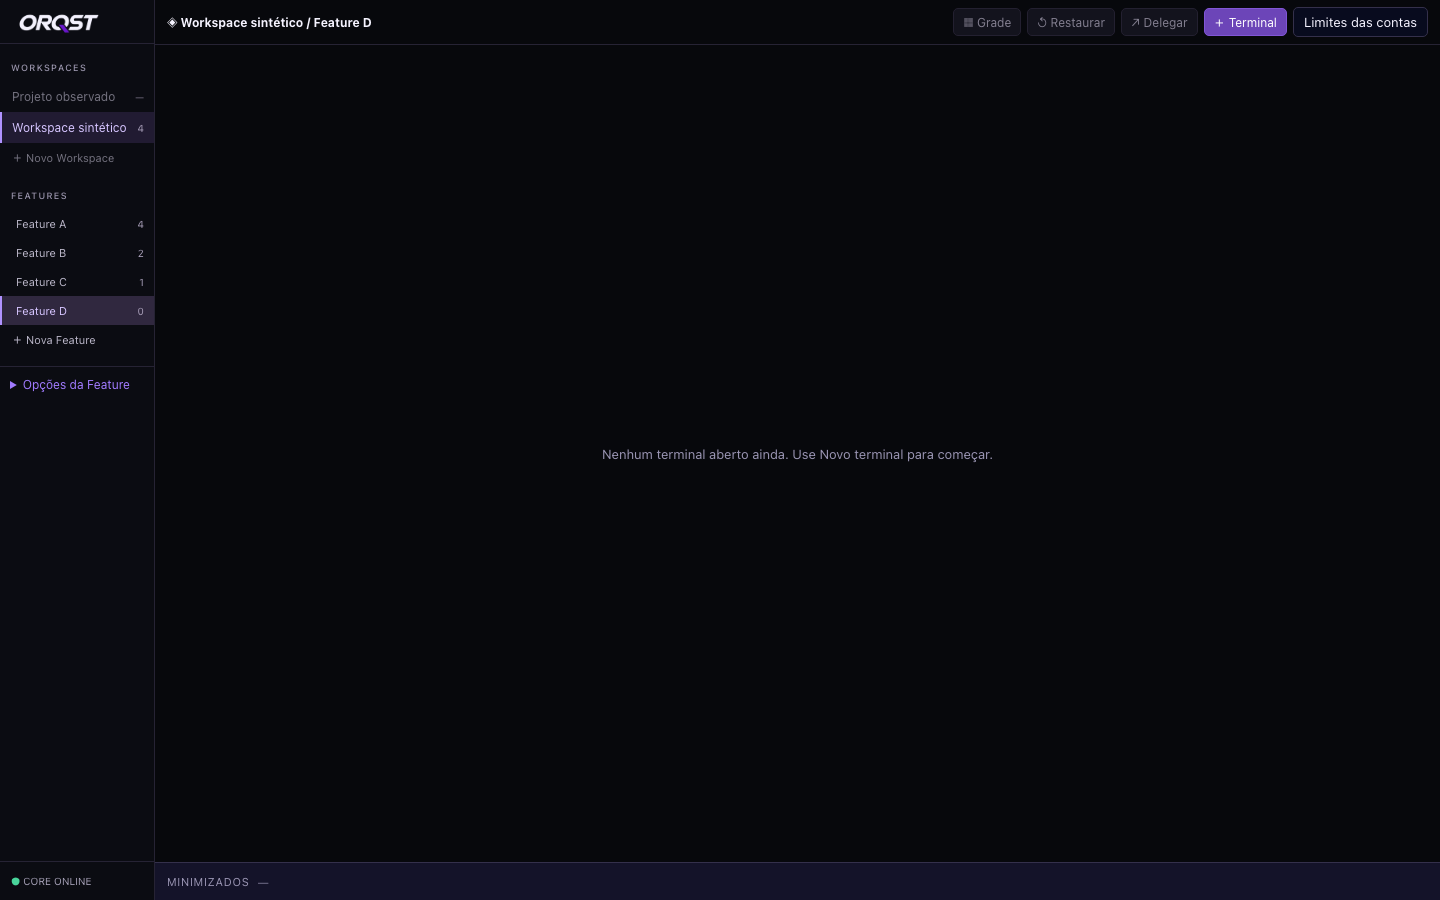 ORQST
◈ Workspace sintético / Feature D
▦ Grade
↺ Restaurar
↗ Delegar
+ Terminal
Limites das contas
WORKSPACES
Projeto observado —
Workspace sintético 4
+ Novo Workspace
FEATURES
Feature A 4
Feature B 2
Feature C 1
Feature D 0
+ Nova Feature
▶ Opções da Feature
Nenhum terminal aberto ainda. Use Novo terminal para começar.
CORE ONLINE
MINIMIZADOS —